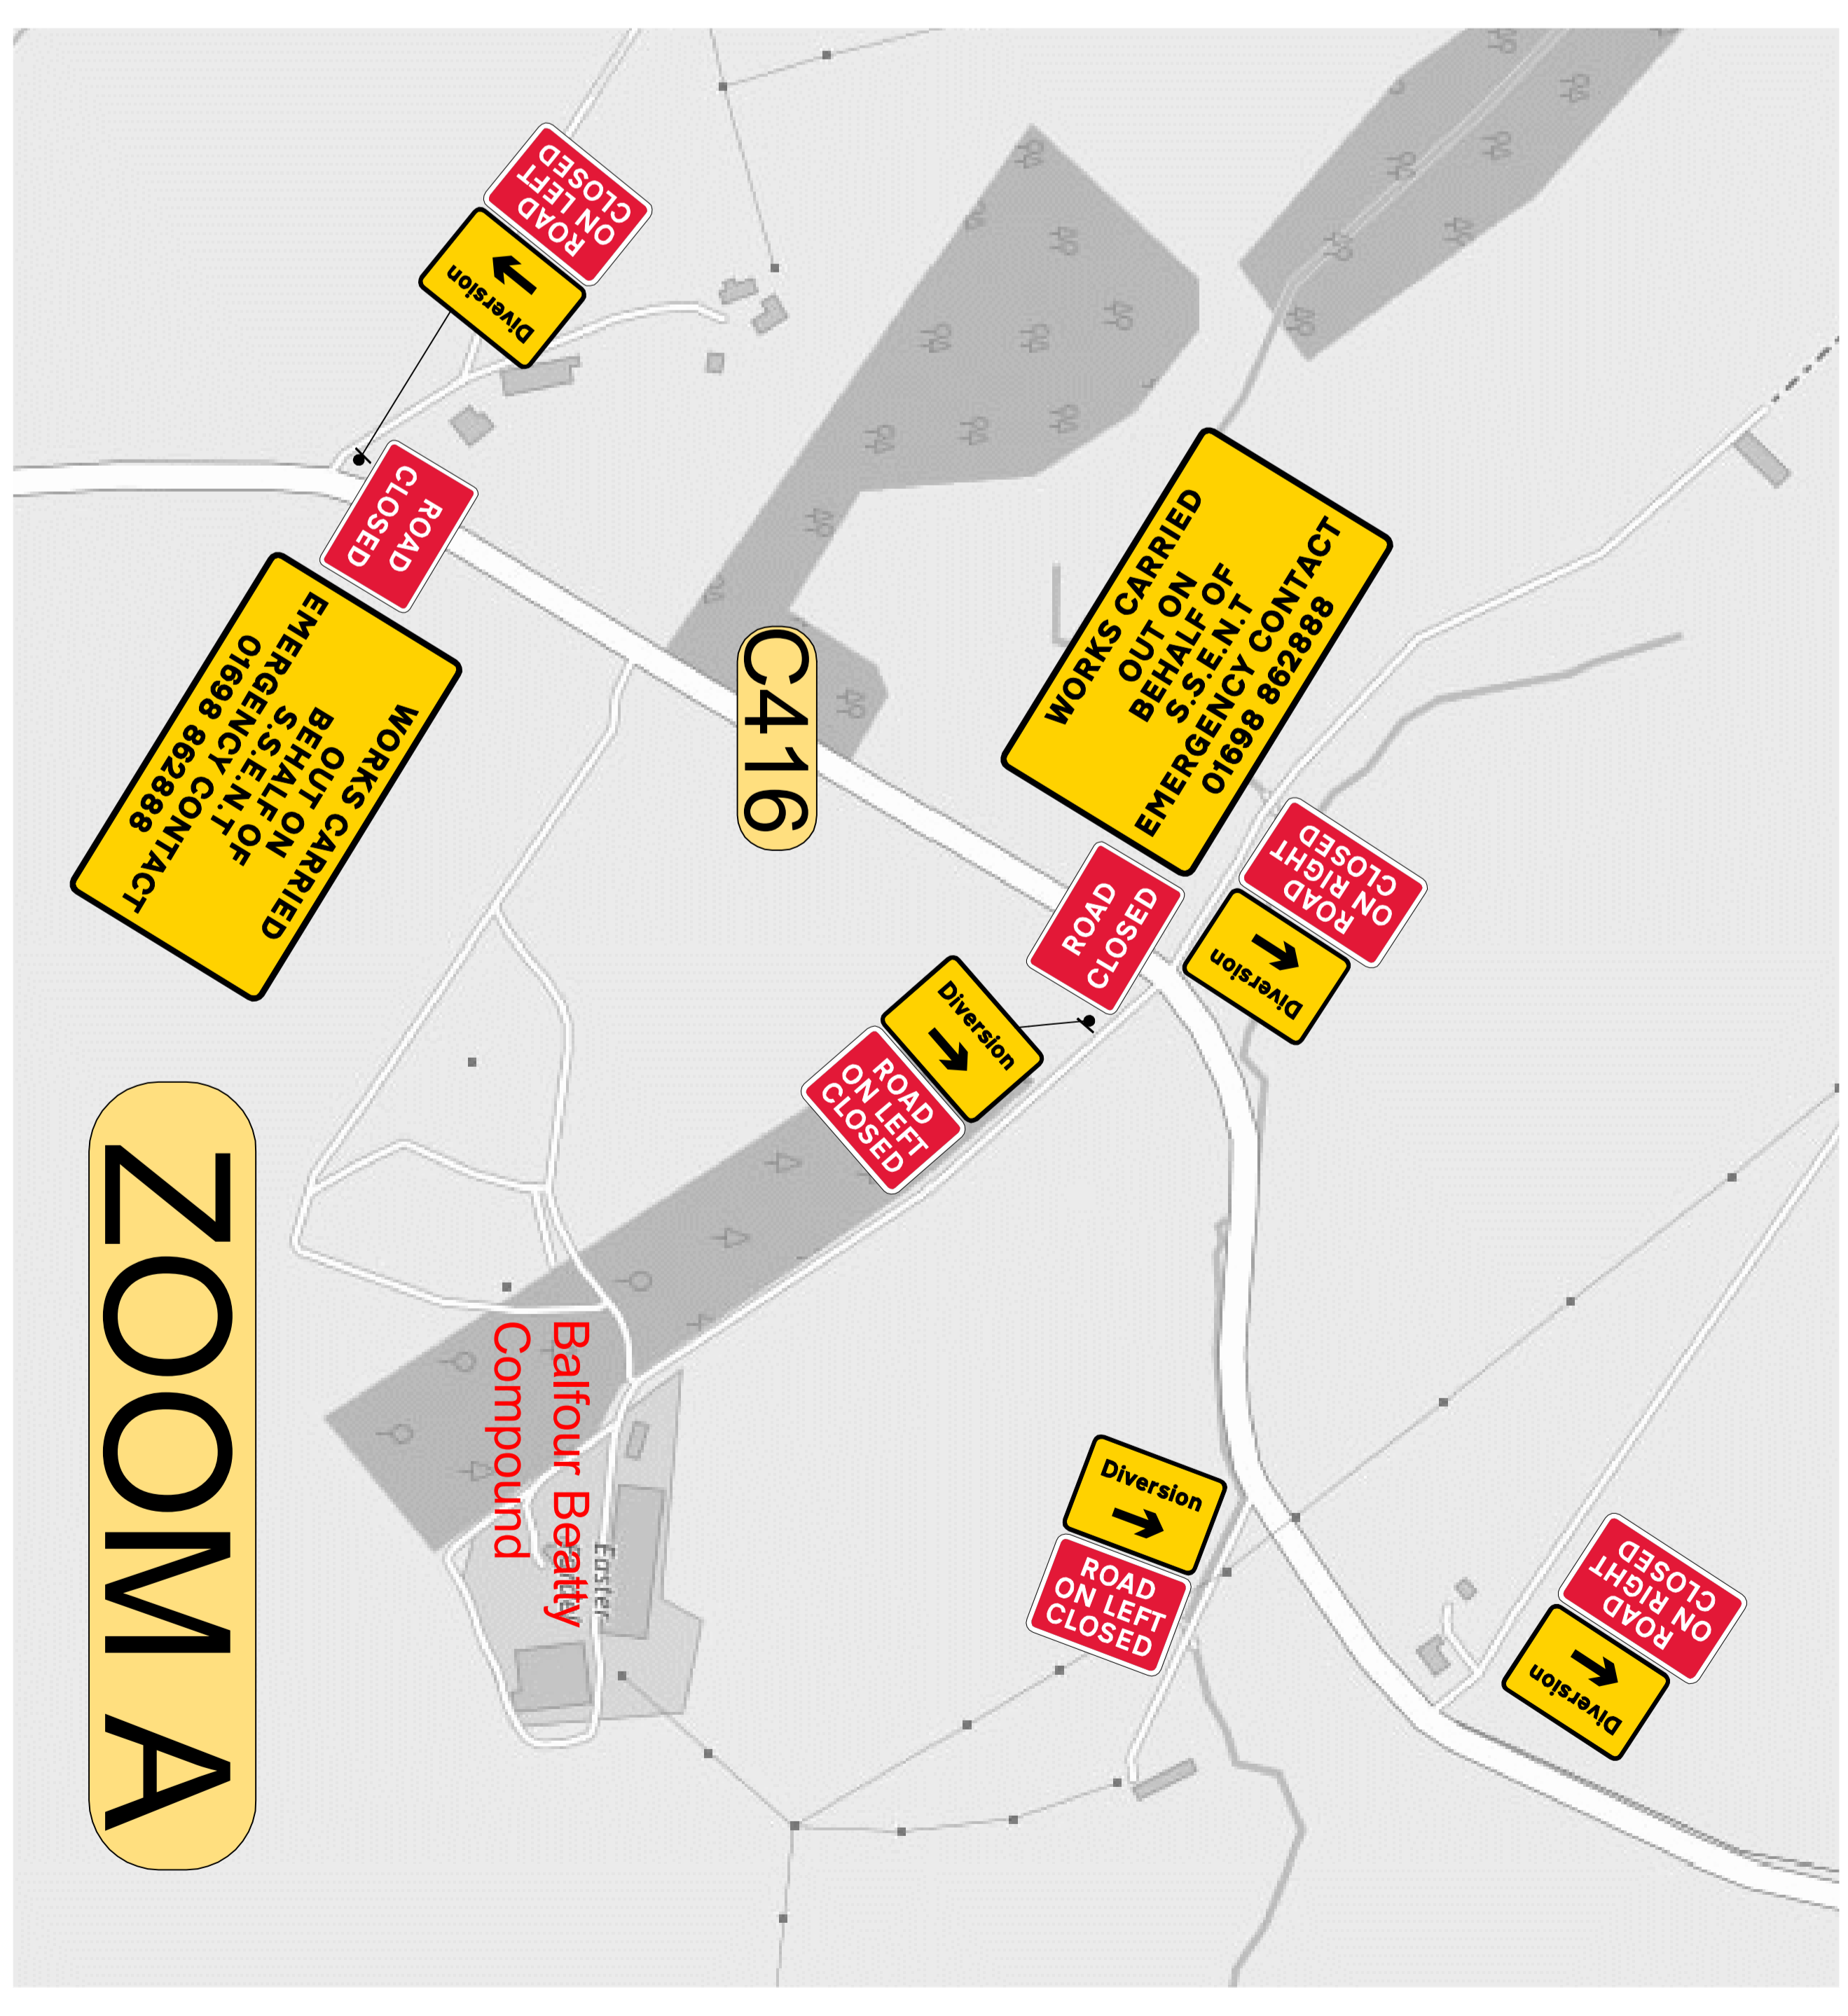 ROAD
ON LEFT
CLOSED
Diversion
ROAD
CLOSED
WORKS CARRIED
OUT ON
BEHALF OF
S.S.E.N.T
EMERGENCY CONTACT
01698 862888
C416
WORKS CARRIED
OUT ON
BEHALF OF
S.S.E.N.T
EMERGENCY CONTACT
01698 862888
ROAD
CLOSED
ROAD
ON RIGHT
CLOSED
Diversion
Diversion
ROAD
ON LEFT
CLOSED
Balfour Beatty
Compound
Easter
Diversion
ROAD
ON LEFT
CLOSED
ROAD
ON RIGHT
CLOSED
Diversion
ZOOM A